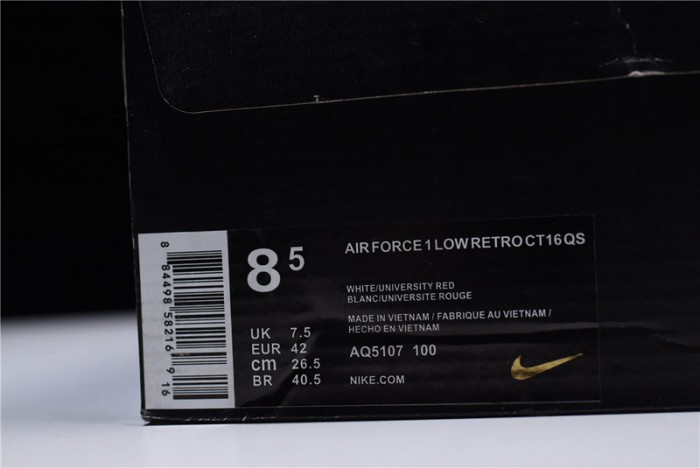 8 84498 58216 9 16
8 5
AIR FORCE 1 LOW RETRO CT16 QS
WHITE/UNIVERSITY RED
BLANC/UNIVERSITE ROUGE
MADE IN VIETNAM / FABRIQUE AU VIETNAM /
HECHO EN VIETNAM
UK 7.5
EUR 42
cm 26.5
BR 40.5
AQ5107 100
NIKE.COM